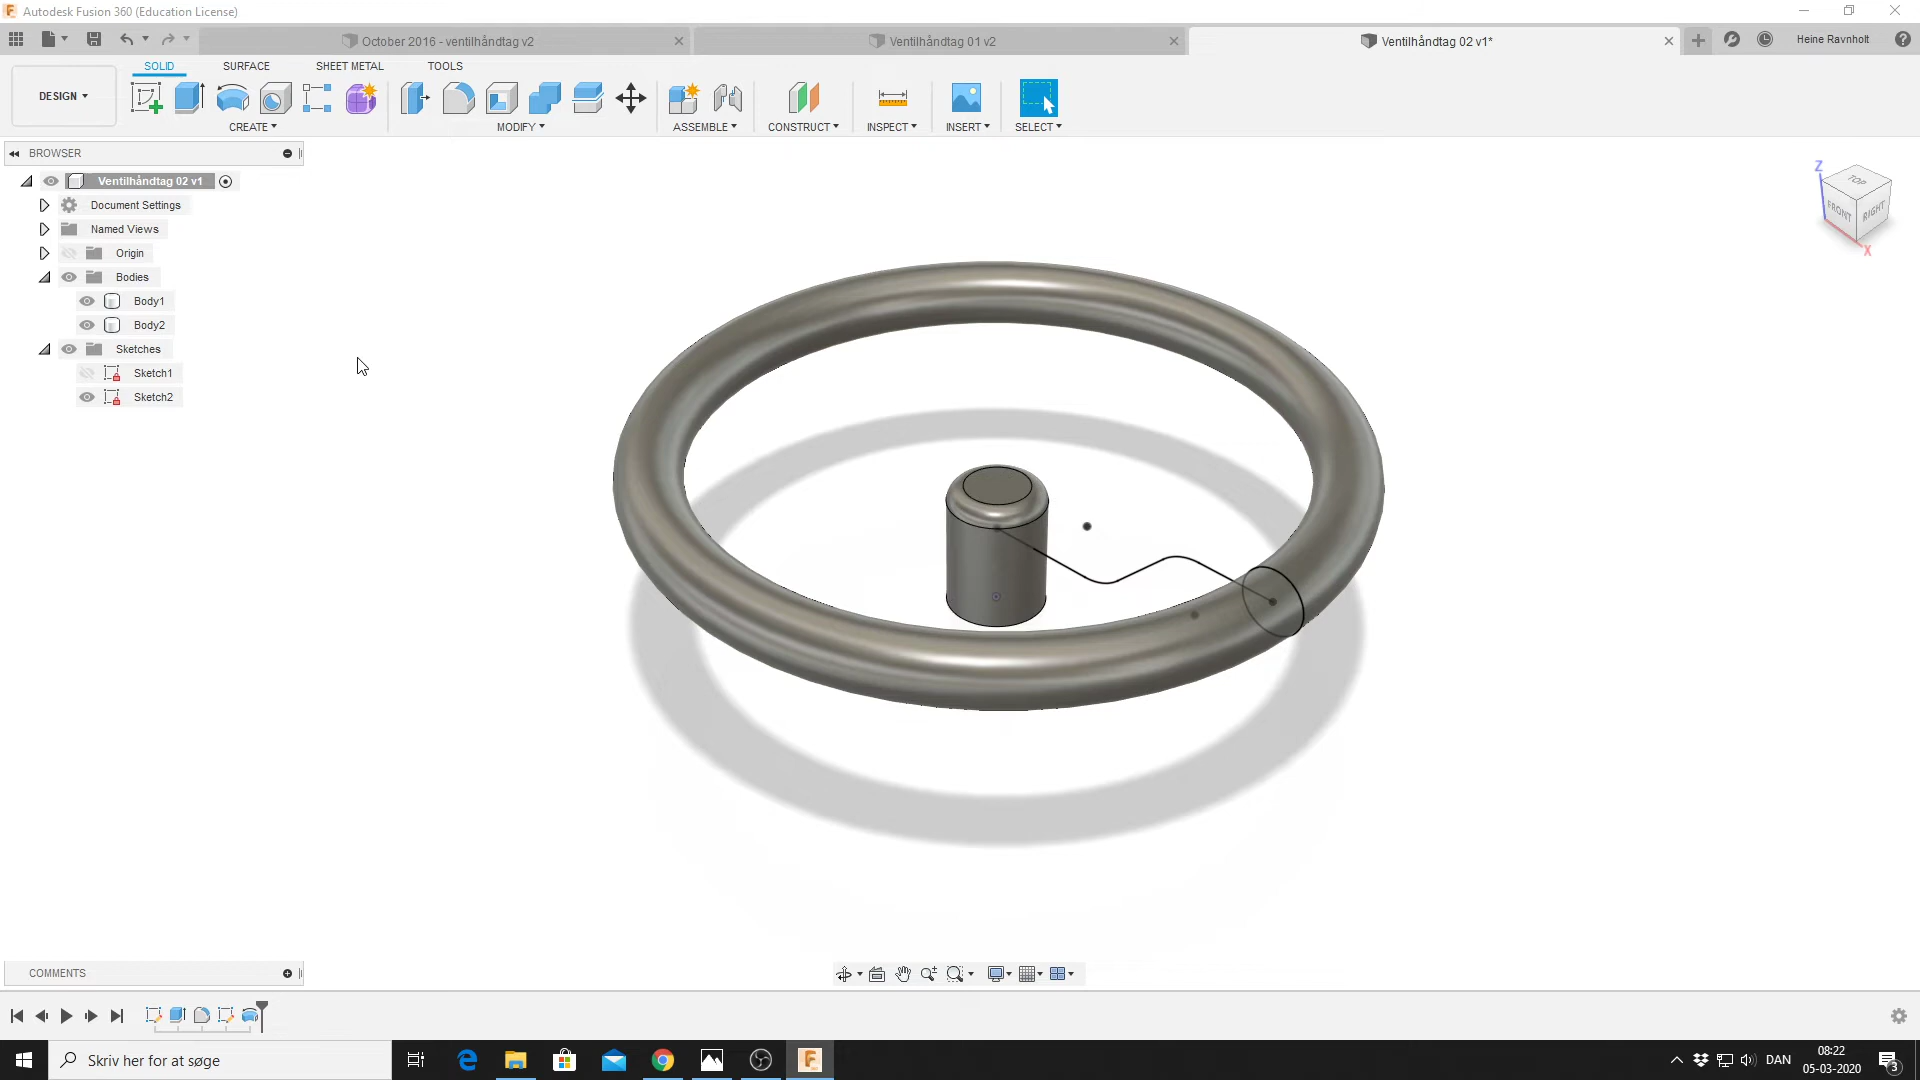 Autodesk Fusion 360 (Education License)
October 2016 - ventilhåndtag v2
Ventilhåndtag 01 v2
Ventilhåndtag 02 v1*
Heine Ravnholt
SOLID
SURFACE
SHEET METAL
TOOLS
DESIGN
CREATE
MODIFY
ASSEMBLE
CONSTRUCT
INSPECT
INSERT
SELECT
BROWSER
Ventilhåndtag 02 v1
Document Settings
Named Views
Origin
Bodies
Body1
Body2
Sketches
Sketch1
Sketch2
Z
TOP
FRONT
RIGHT
X
COMMENTS
Skriv her for at søge
DAN
08:22
05-03-2020
3